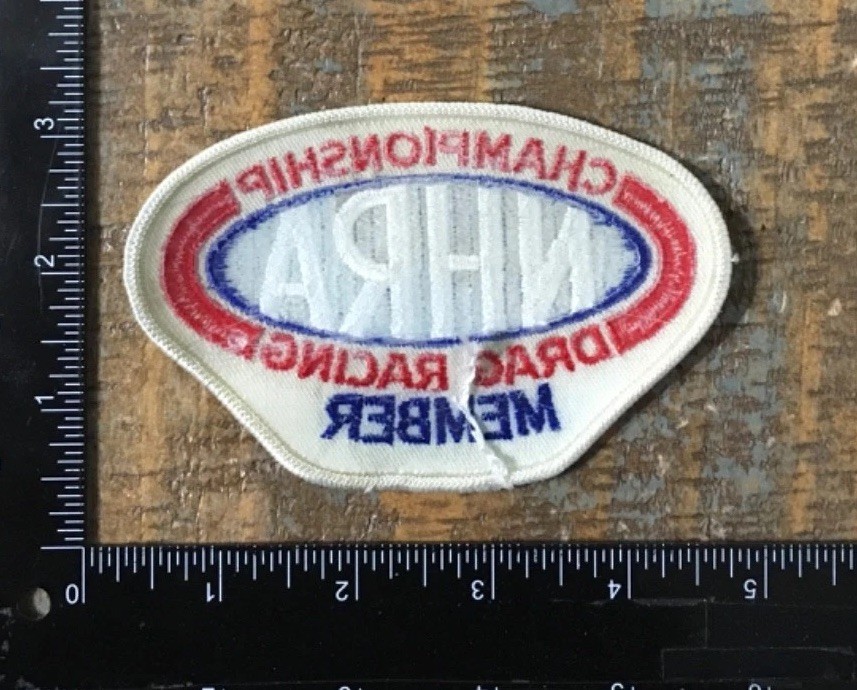 CHAMPIONSHIP
NHRA
DRAG RACING
MEMBER
3
2
1
0 1 2 3 4 5